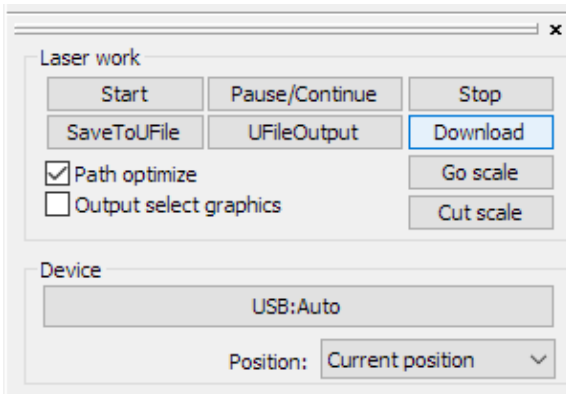 Laser work
Start Pause/Continue Stop
SaveToUFile UFileOutput Download
Path optimize Go scale
Output select graphics Cut scale
Device
USB:Auto
Position: Current position